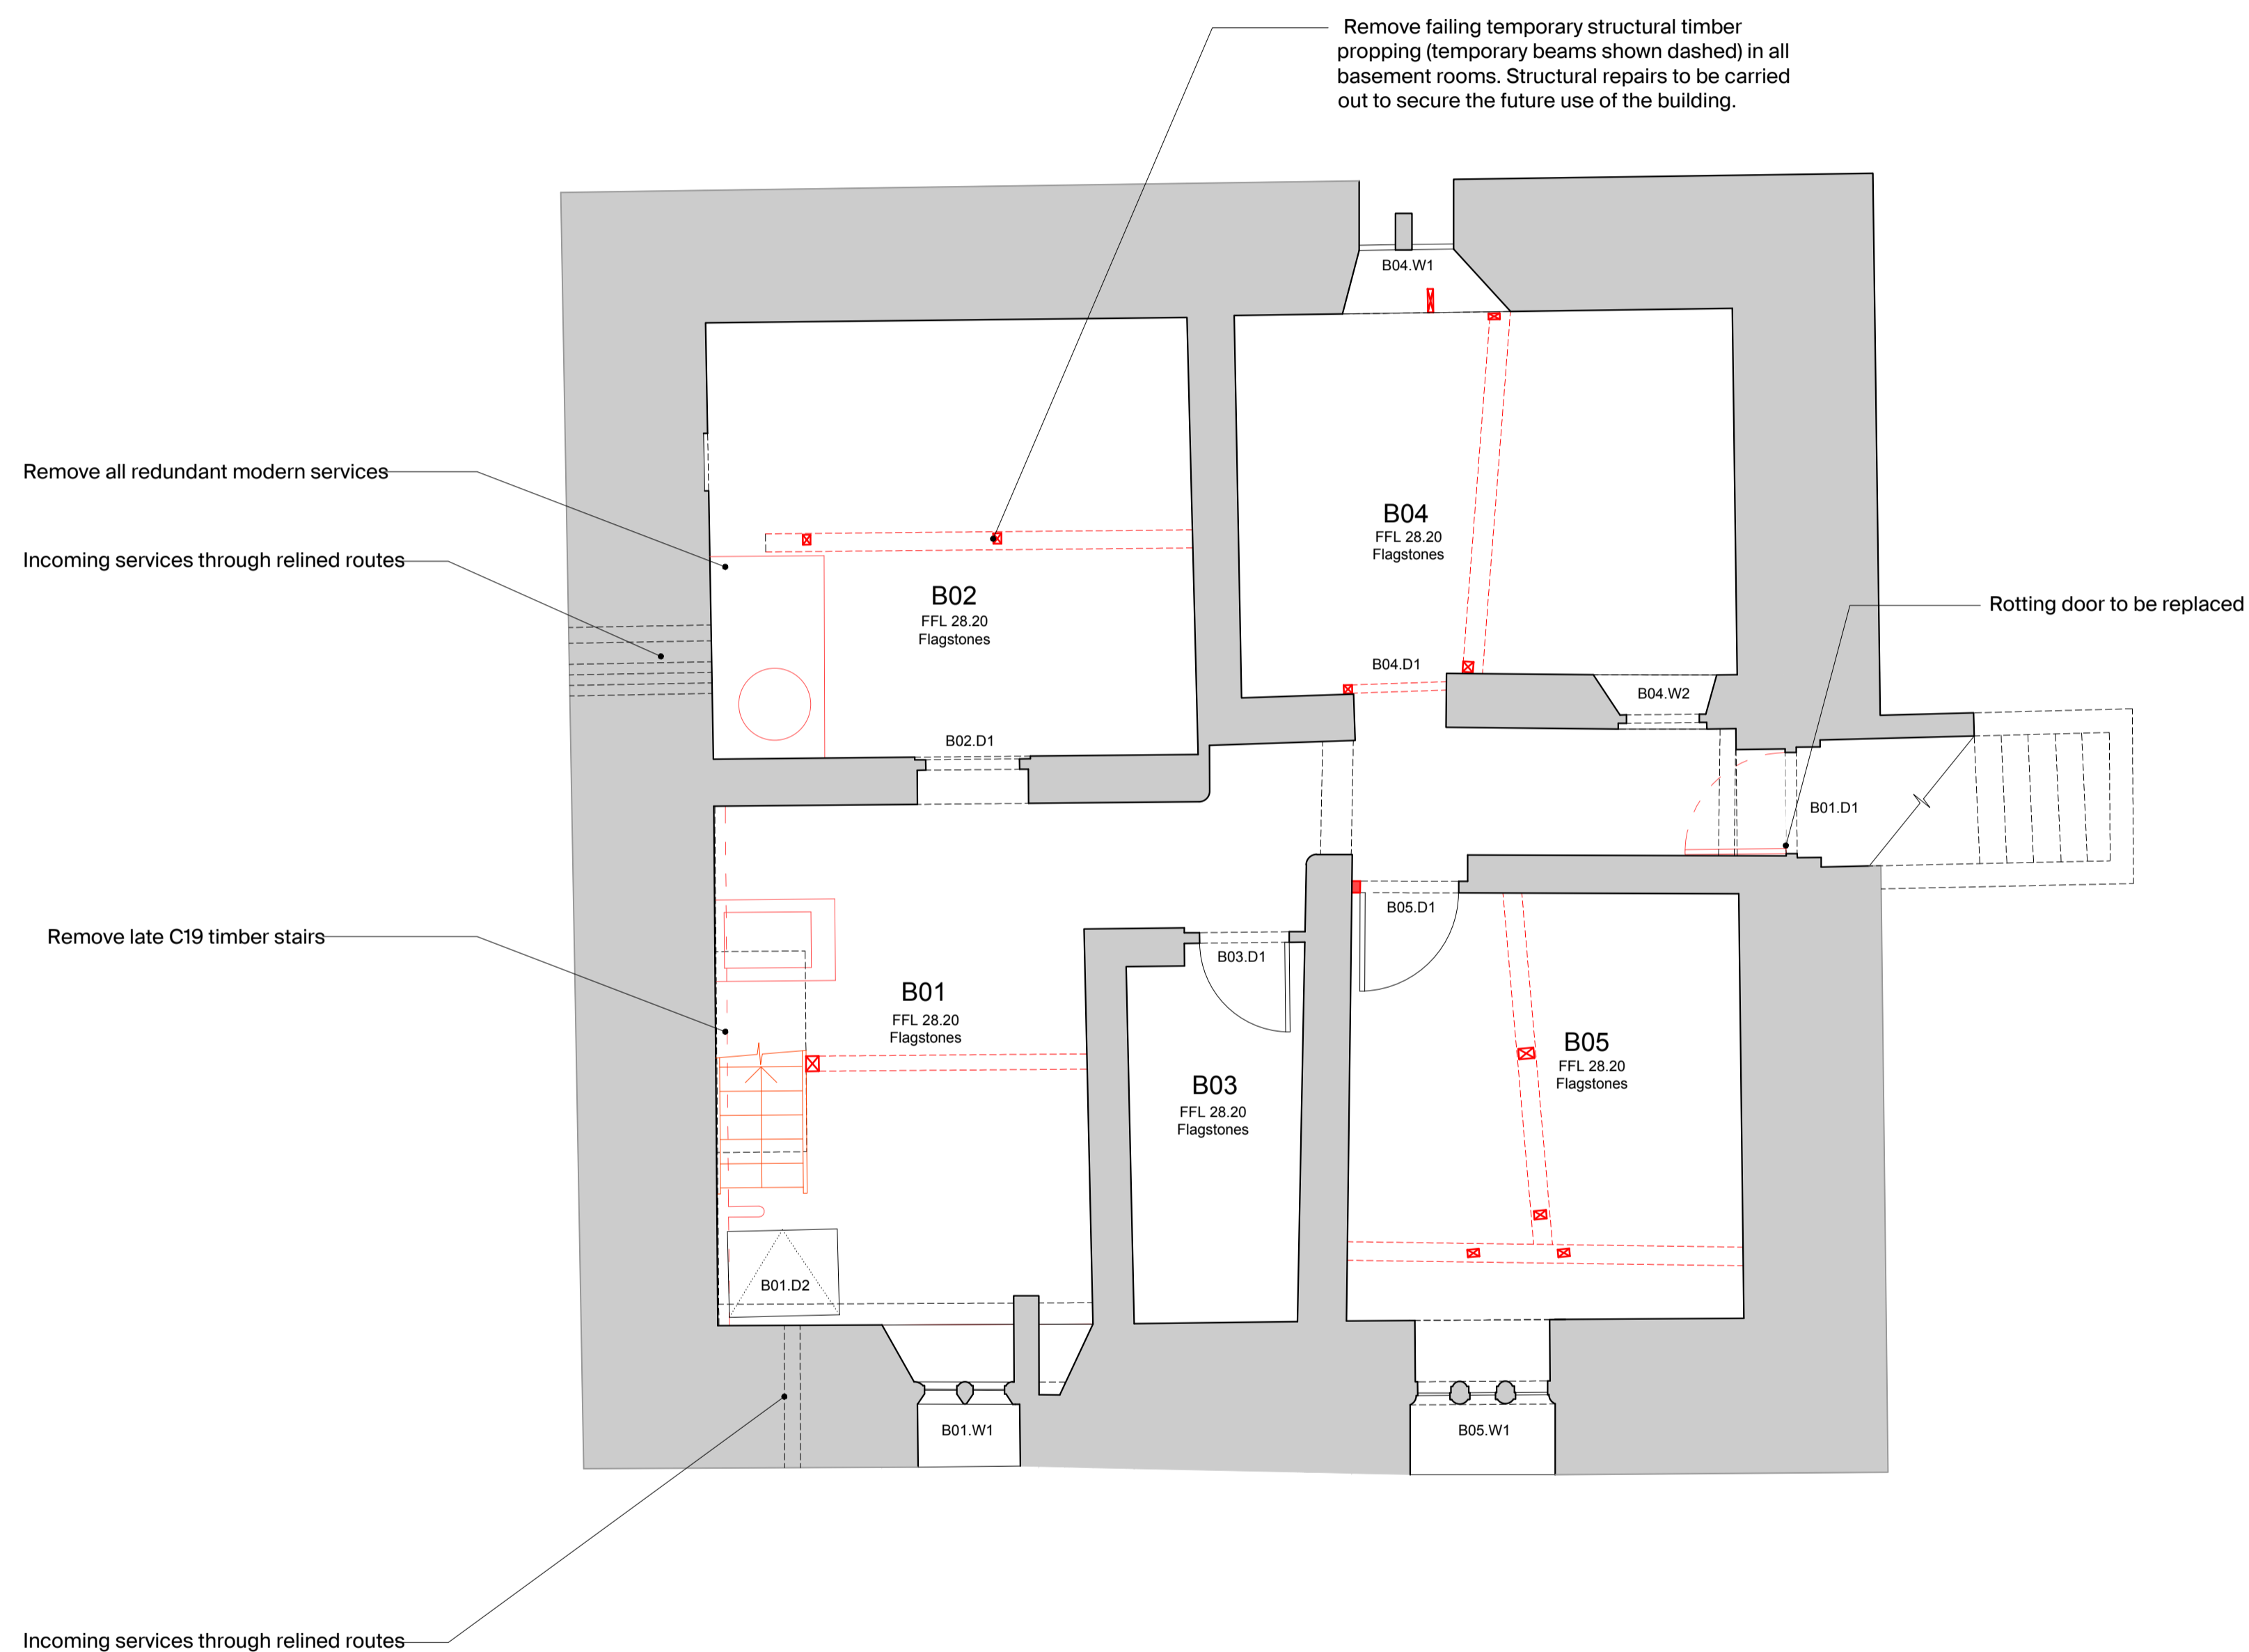 Remove failing temporary structural timber
propping (temporary beams shown dashed) in all
basement rooms. Structural repairs to be carried
out to secure the future use of the building.
B04.W1
Remove all redundant modern services
Incoming services through relined routes
B04
FFL 28.20
Flagstones
B02
FFL 28.20
Flagstones
Rotting door to be replaced
B04.D1
B04.W2
B02.D1
B01.D1
B05.D1
Remove late C19 timber stairs
B03.D1
B01
FFL 28.20
Flagstones
B05
FFL 28.20
Flagstones
B03
FFL 28.20
Flagstones
B01.D2
B01.W1
B05.W1
Incoming services through relined routes